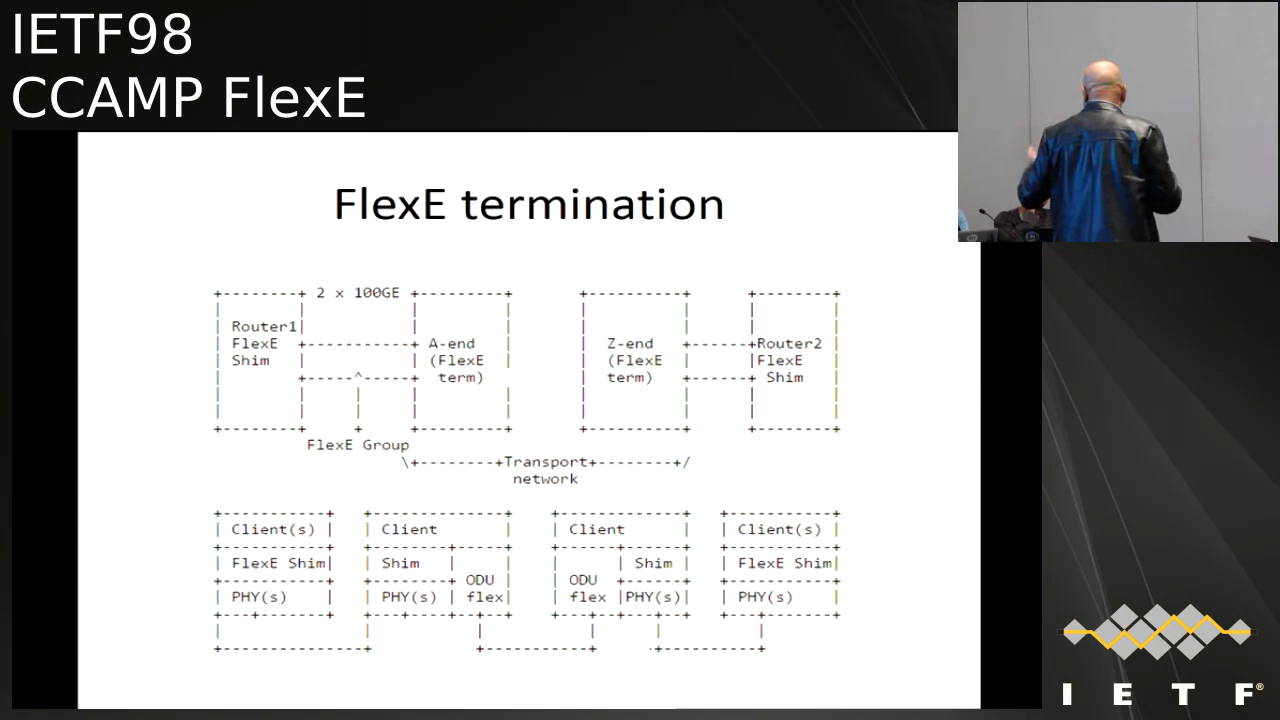 IETF98
CCAMP FlexE
FlexE termination
+--------+ 2 x 100GE +---------+ +-----------+ +--------+
Router1
FlexE +-----------+ A-end Z-end +------+Router2
Shim (FlexE (FlexE FlexE
+-----^-----+ term) term) +------+ Shim
FlexE Group
\+--------+Transport+--------+/
network
Client(s) Client Client Client(s)
FlexE Shim Shim Shim FlexE Shim
ODU ODU
PHY(s) PHY(s) flex flex PHY(s) PHY(s)
I E T F®